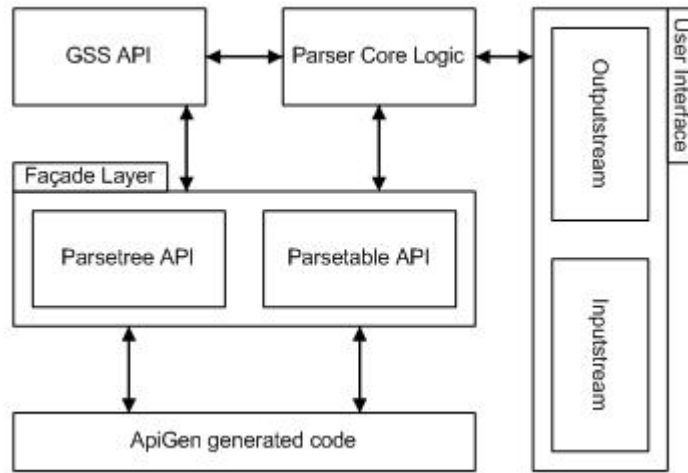 GSS API
Parser Core Logic
User Interface
Outputstream
Façade Layer
Parsetree API
Parsetable API
Inputstream
ApiGen generated code